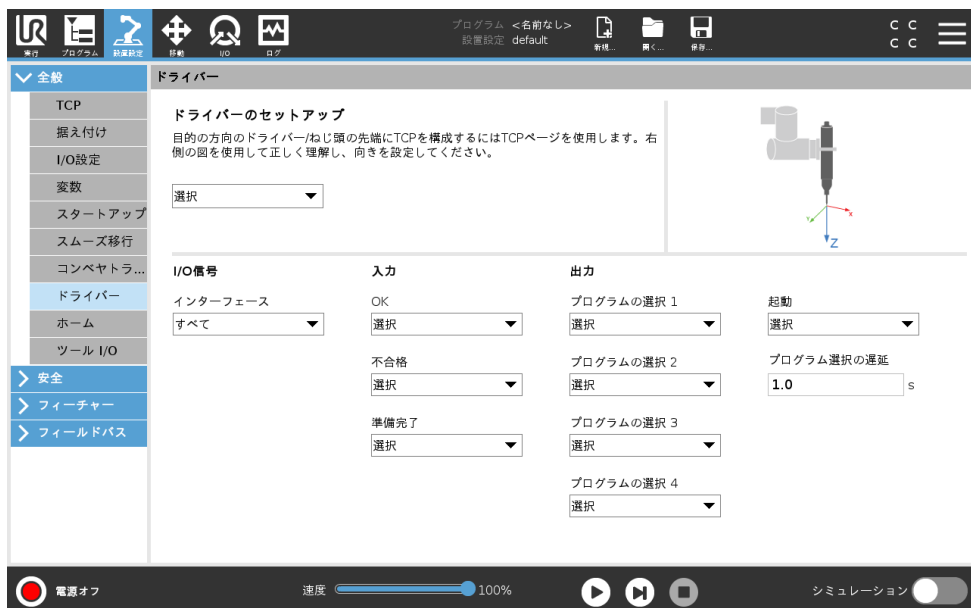 UR
実行
プログラム
設置設定
移動
I/O
ログ
プログラム <名前なし>
設置設定 default
新規...
開く...
保存...
C C
C C
全般
TCP
据え付け
I/O設定
変数
スタートアップ
スムーズ移行
コンベヤトラ...
ドライバー
ホーム
ツール I/O
安全
フィーチャー
フィールドバス
ドライバー
ドライバーのセットアップ
目的の方向のドライバー/ねじ頭の先端にTCPを構成するにはTCPページを使用します。右
側の図を使用して正しく理解し、向きを設定してください。
選択
Y
X
Z
I/O信号
インターフェース
すべて
入力
OK
選択
不合格
選択
準備完了
選択
出力
プログラムの選択 1
選択
プログラムの選択 2
選択
プログラムの選択 3
選択
プログラムの選択 4
選択
起動
選択
プログラム選択の遅延
1.0 s
電源オフ
速度 100%
シミュレーション